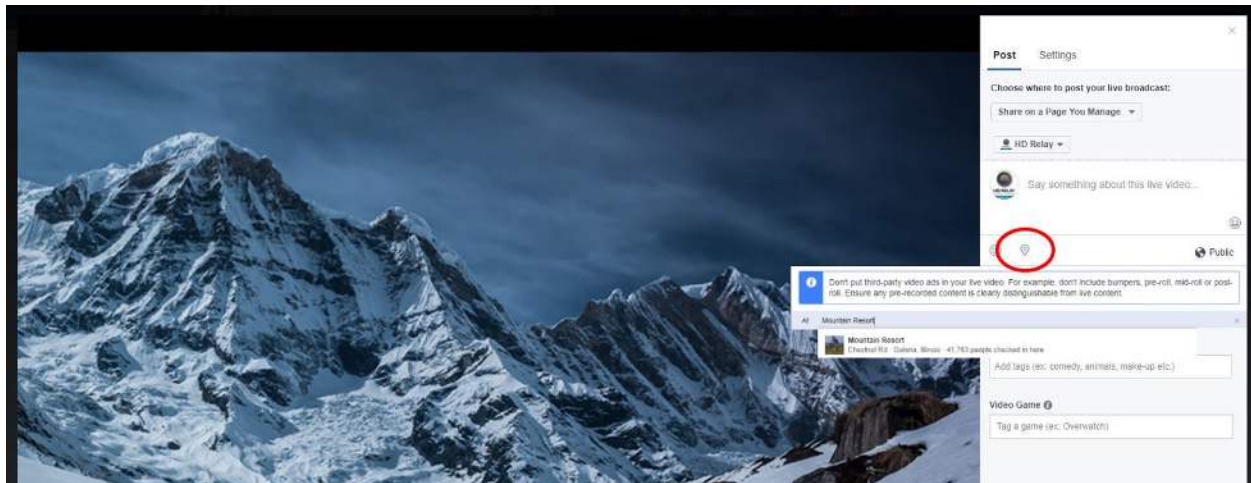 Post Settings
Choose where to post your live broadcast:
Share on a Page You Manage
HD Relay
Say something about this live video...
Public
Don't put third-party video ads in your live video. For example, don't include bumpers, pre-roll, mid-roll or post-
roll. Ensure any pre-recorded content is clearly distinguishable from live content.
At Mountain Resort
Mountain Resort
Chestnut Rd · Galena, Illinois · 41,763 people checked in here
Add tags (ex: comedy, animals, make-up etc.)
Video Game
Tag a game (ex: Overwatch)